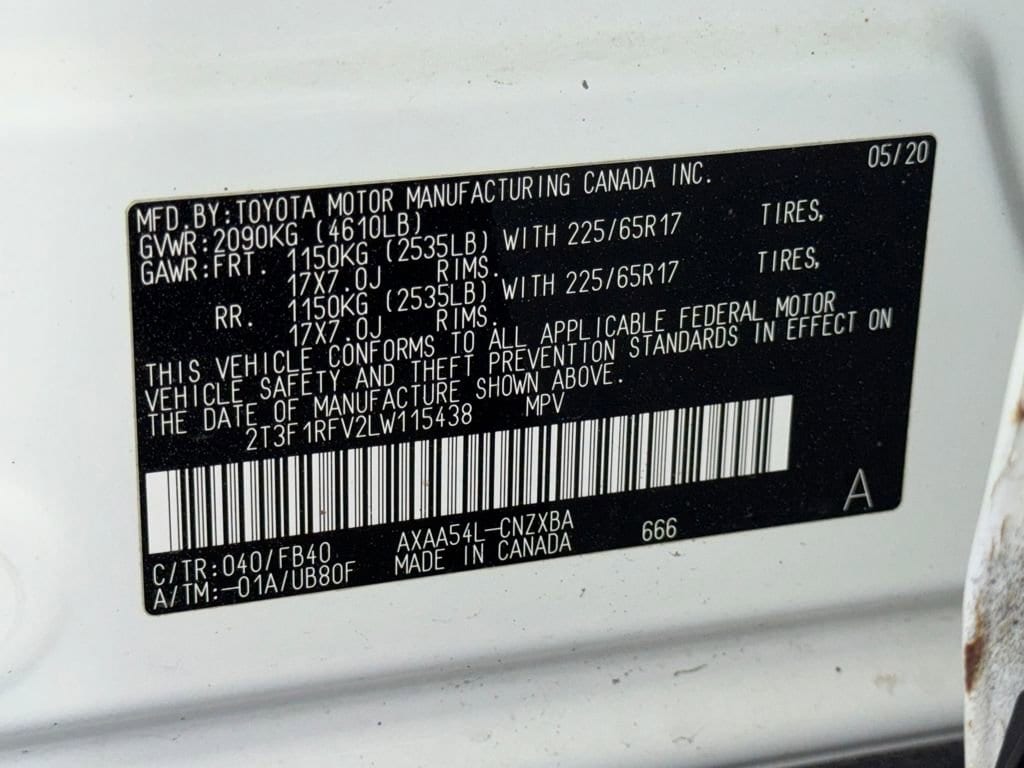 05/20
MFD.BY:TOYOTA MOTOR MANUFACTURING CANADA INC.
GVWR:2090KG (4610LB)
GAWR:FRT. 1150KG (2535LB) WITH 225/65R17 TIRES,
17X7.0J RIMS.
RR. 1150KG (2535LB) WITH 225/65R17 TIRES,
17X7.0J RIMS.
THIS VEHICLE CONFORMS TO ALL APPLICABLE FEDERAL MOTOR
VEHICLE SAFETY AND THEFT PREVENTION STANDARDS IN EFFECT ON
THE DATE OF MANUFACTURE SHOWN ABOVE.
2T3F1RFV2LW115438 MPV
A
C/TR:040/FB40 AXAA54L-CNZXBA 666
A/TM:-01A/UB80F MADE IN CANADA